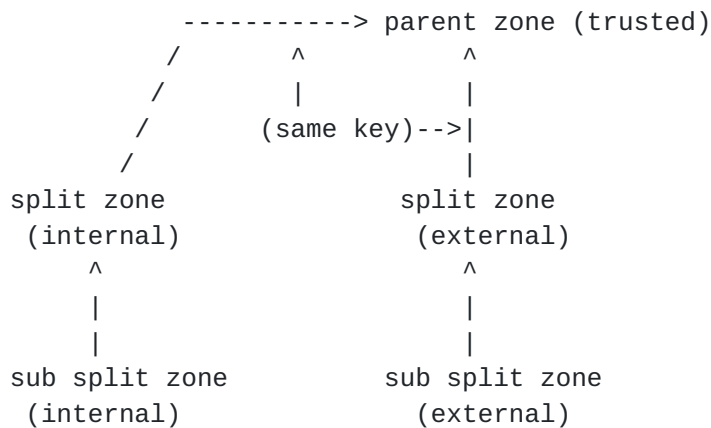 -----------> parent zone (trusted)
/ ^ ^
/ | |
/ (same key)-->|
/ |
split zone split zone
(internal) (external)
^ ^
| |
| |
sub split zone sub split zone
(internal) (external)